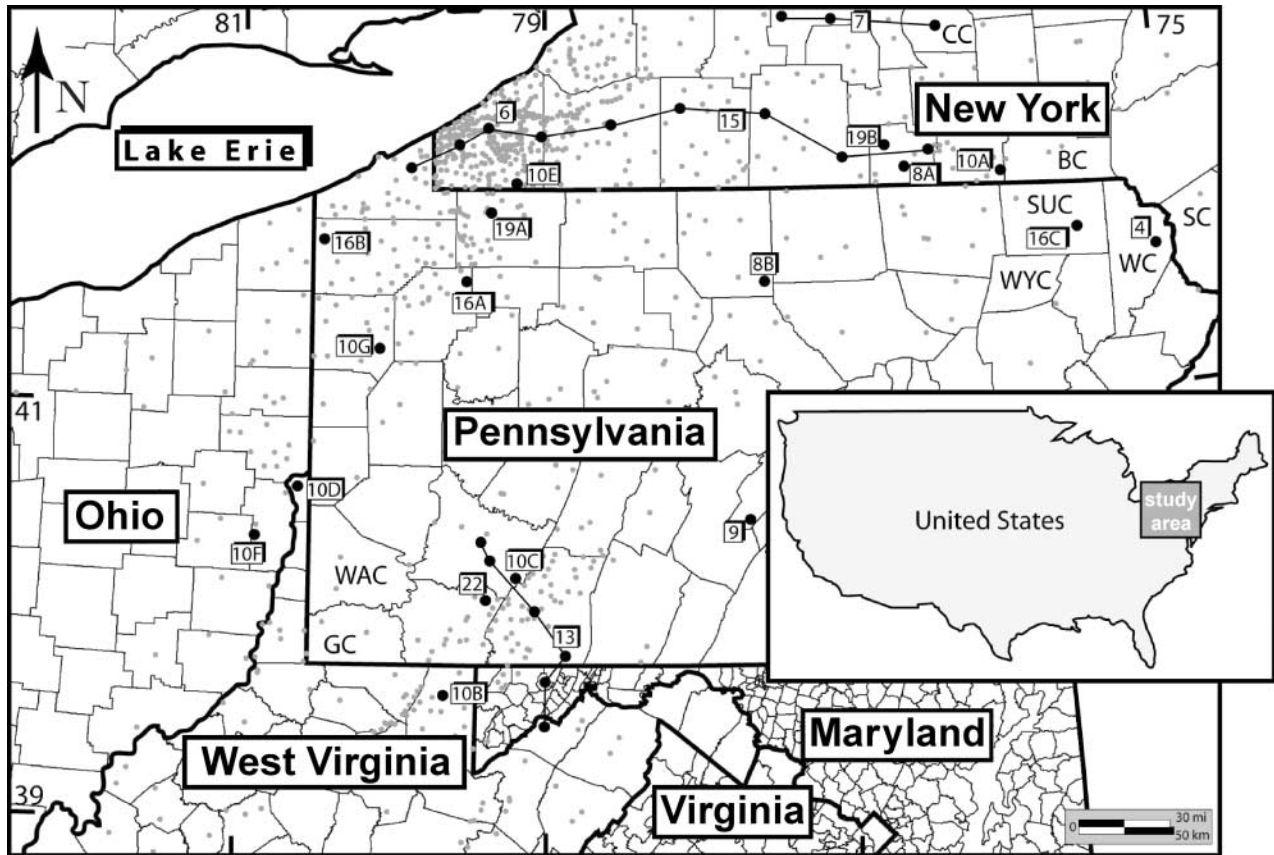 81
79
75
N
7
CC
6
15
New York
Lake Erie
19B
10E
8A
10A
BC
19A
SUC
SC
16B
16C
4
8B
WC
16A
WYC
10G
41
Pennsylvania
10D
Ohio
study
area
United States
9
10F
10C
WAC
22
13
GC
10B
Maryland
West Virginia
39
Virginia
30 mi
0
50 km